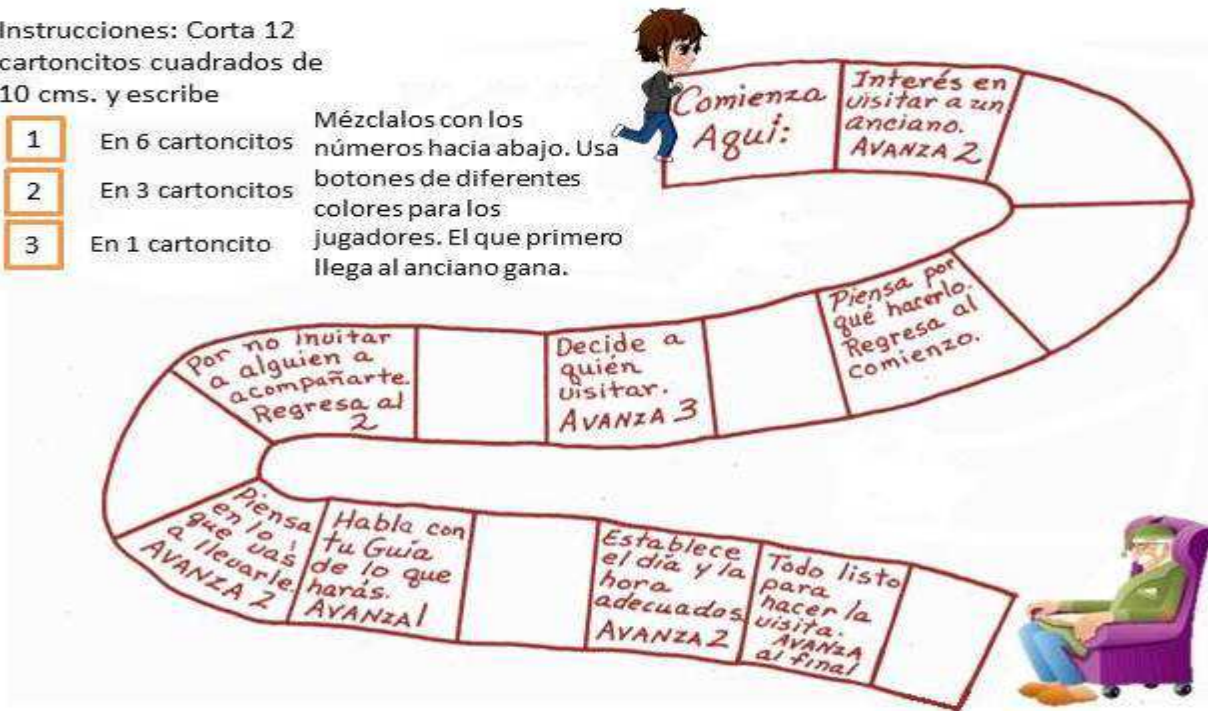 Instrucciones: Corta 12
cartoncitos cuadrados de
10 cms. y escribe
1 En 6 cartoncitos
2 En 3 cartoncitos
3 En 1 cartoncito
Mézclalos con los
números hacia abajo. Usa
botones de diferentes
colores para los
jugadores. El que primero
llega al anciano gana.
Comienza
Aquí:
Interés en
visitar a un
anciano.
AVANZA 2
Piensa por
qué hacerlo.
Regresa al
comienzo.
Decide a
quién
visitar.
AVANZA 3
Por no invitar
a alguien a
acompañarte.
Regresa al
2
Piensa
en lo
que vas
a llevarle
AVANZA 2
Habla con
tu Guía
de lo que
harás.
AVANZA 1
Establece
el día y la
hora
adecuados
AVANZA 2
Todo listo
para
hacer la
visita.
AVANZA
al final